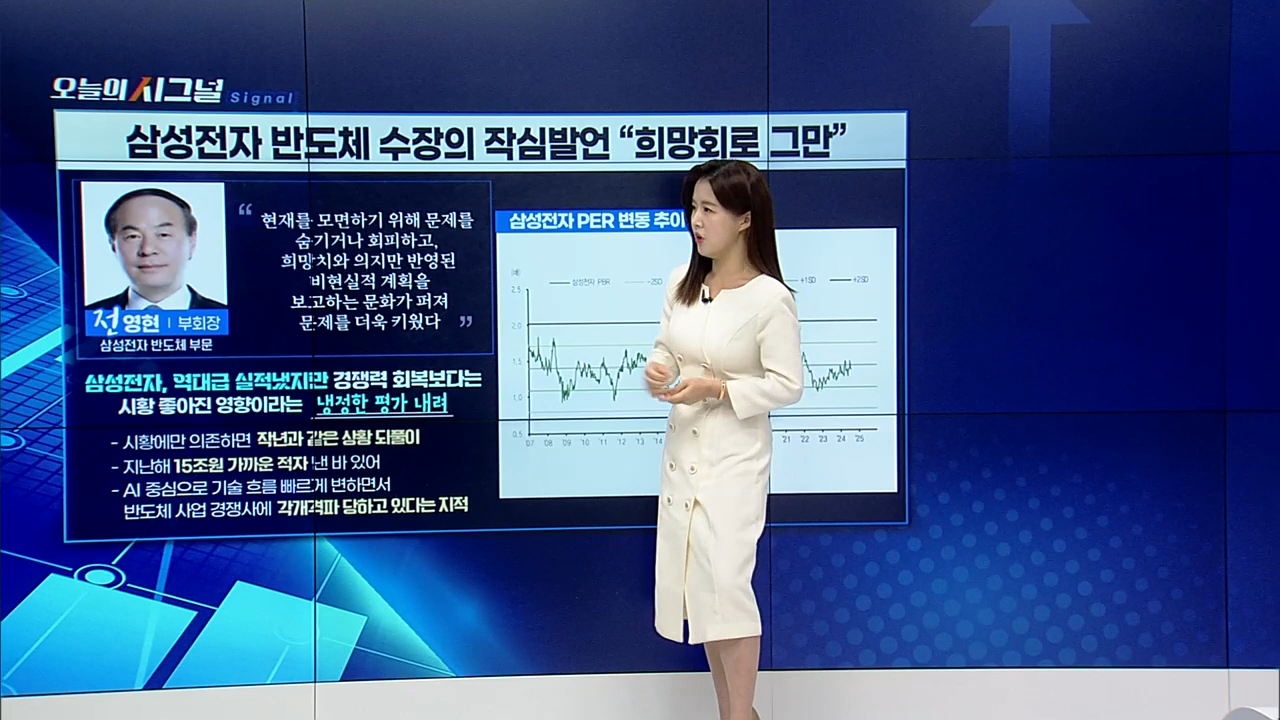 오늘의 시그널 Signal
삼성전자 반도체 수장의 작심발언 “희망회로 그만”
“ 현재를 모면하기 위해 문제를
숨기거나 회피하고,
희망치와 의지만 반영된
비현실적 계획을
보고하는 문화가 퍼져
문제를 더욱 키웠다 ”
전영현 | 부회장
삼성전자 반도체 부문
삼성전자, 역대급 실적냈지만 경쟁력 회복보다는
시황 좋아진 영향이라는 냉정한 평가 내려
- 시황에만 의존하면 작년과 같은 상황 되풀이
- 지난해 15조원 가까운 적자 낸 바 있어
- AI 중심으로 기술 흐름 빠르게 변하면서
반도체 사업 경쟁사에 각개격파 당하고 있다는 지적
삼성전자 PER 변동 추이
(배)
삼성전자 PBR -2SD +1SD +2SD
2.5
2.0
1.5
1.0
0.5
'07 '08 '09 '10 '11 '12 '13 '14 '21 '22 '23 '24 '25